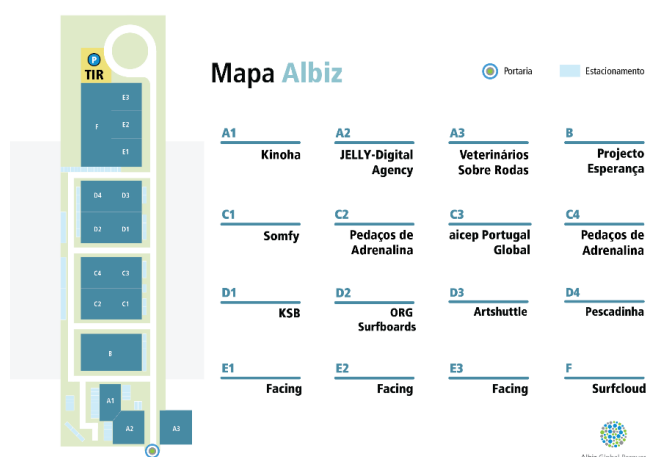 P
TIR
E3
F
E2
E1
D4
D3
D2
D1
C4
C3
C2
C1
B
A1
A2
A3
Mapa Albiz
Portaria
Estacionamento
A1
Kinoha
A2
JELLY-Digital
Agency
A3
Veterinários
Sobre Rodas
B
Projecto
Esperança
C1
Somfy
C2
Pedaços de
Adrenalina
C3
aicep Portugal
Global
C4
Pedaços de
Adrenalina
D1
KSB
D2
ORG
Surfboards
D3
Artshuttle
D4
Pescadinha
E1
Facing
E2
Facing
E3
Facing
F
Surfcloud
Albiz Global Parques